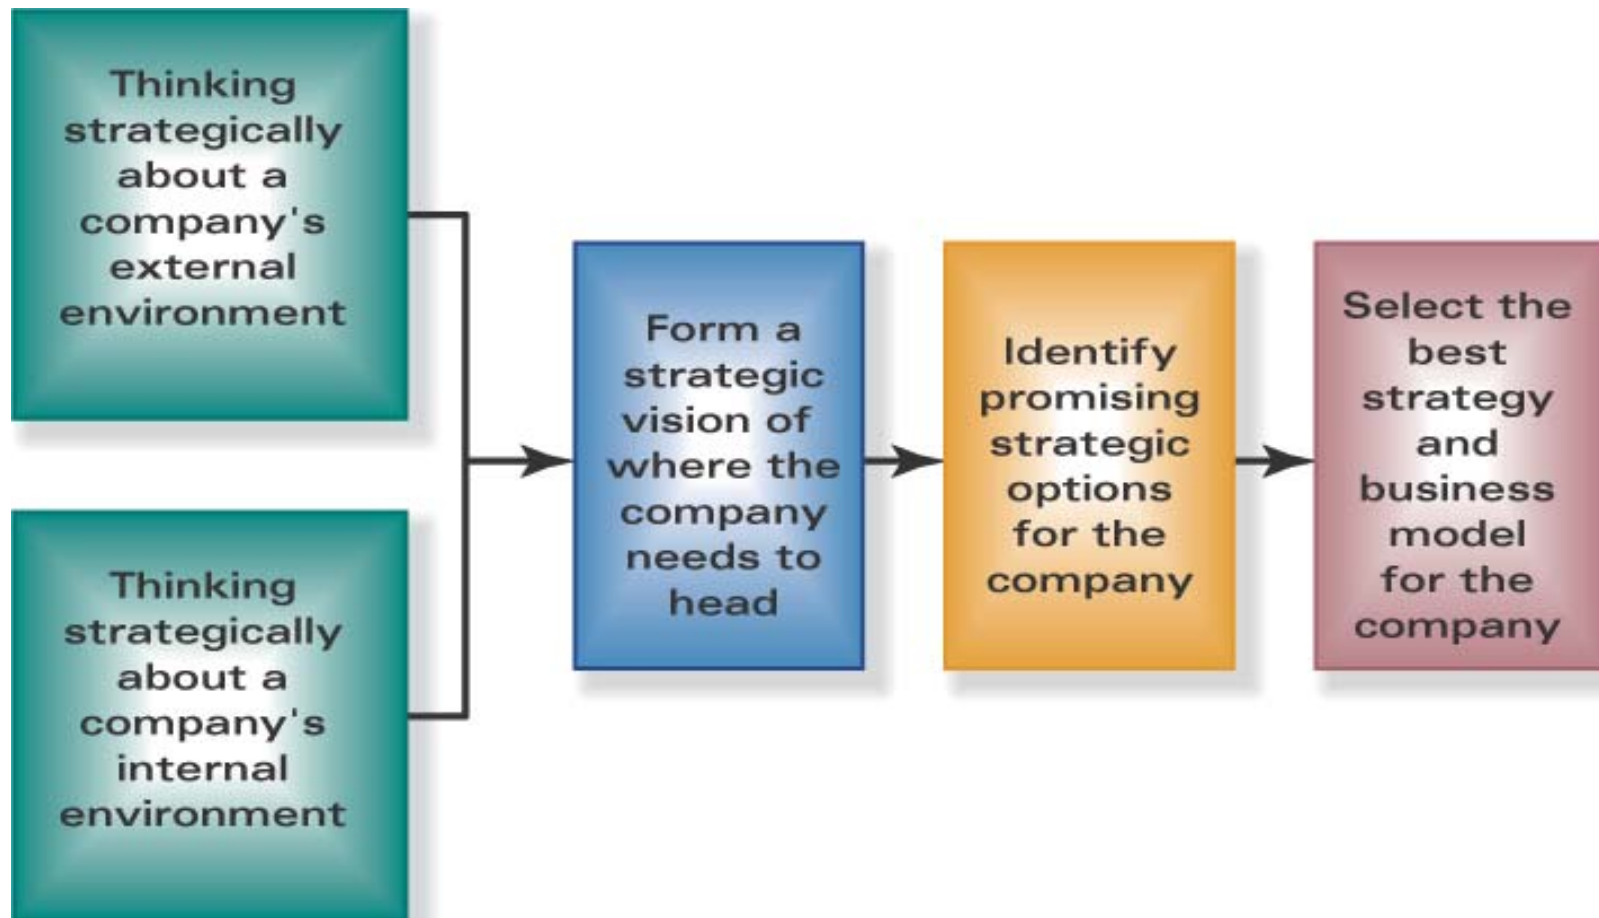 Thinking
strategically
about a
company's
external
environment
Thinking
strategically
about a
company's
internal
environment
Form a
strategic
vision of
where the
company
needs to
head
Identify
promising
strategic
options
for the
company
Select the
best
strategy
and
business
model
for the
company